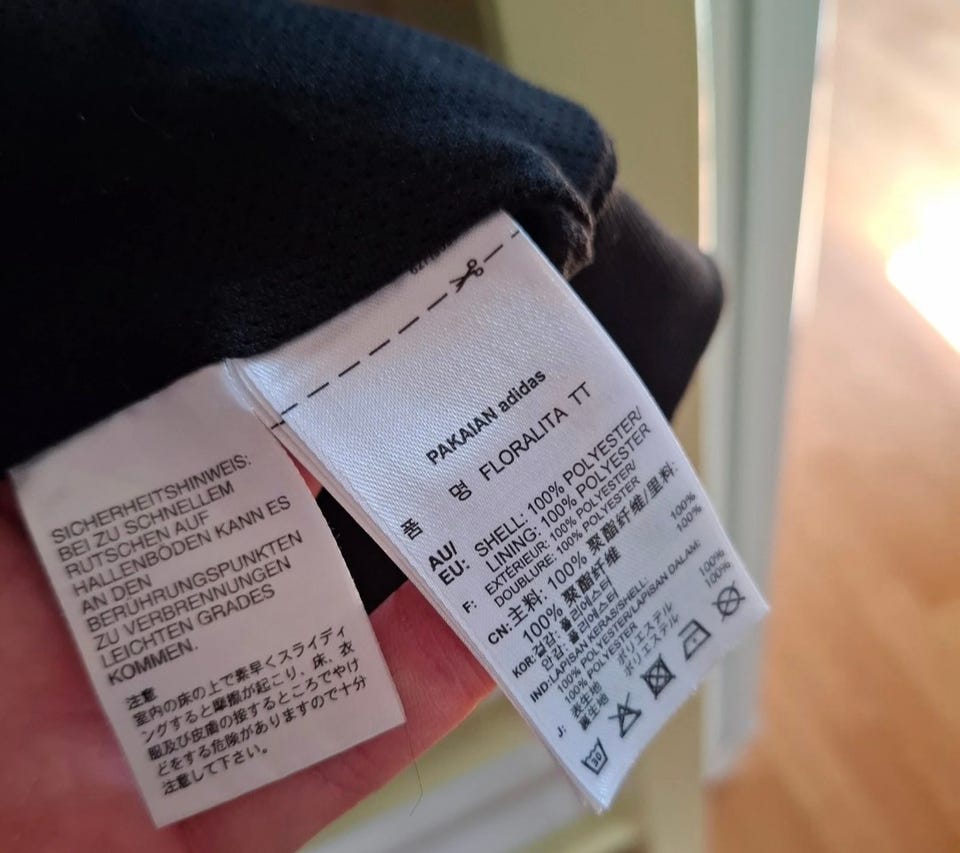 SICHERHEITSHINWEIS:
BEI ZU SCHNELLEM
RUTSCHEN AUF
HALLENBÖDEN KANN ES
AN DEN
BERÜHRUNGSPUNKTEN
ZU VERBRENNUNGEN
LEICHTEN GRADES
KOMMEN.
注意
室内の床の上で素早くスライディ
ングすると摩擦が起こり、床、衣
服及び皮膚の接するところでやけ
どをする危険がありますので十分
注意して下さい。
PAKAIAN adidas
품 명 FLORALITA TT
AU/ SHELL: 100% POLYESTER/
EU: LINING: 100% POLYESTER
F: EXTÉRIEUR: 100% POLYESTER/
DOUBLURE: 100% POLYESTER
CN: 主料: 100% 聚酯纤维/里料:
100% 聚酯纤维
KOR: 겉감: 폴리에스터 100%
안감: 폴리에스터 100%
IND: LAPISAN KERAS/SHELL:
100% POLYESTER/LAPISAN DALAM:
100% POLYESTER
J: 表生地 ポリエステル 100%
裏生地 ポリエステル 100%
30